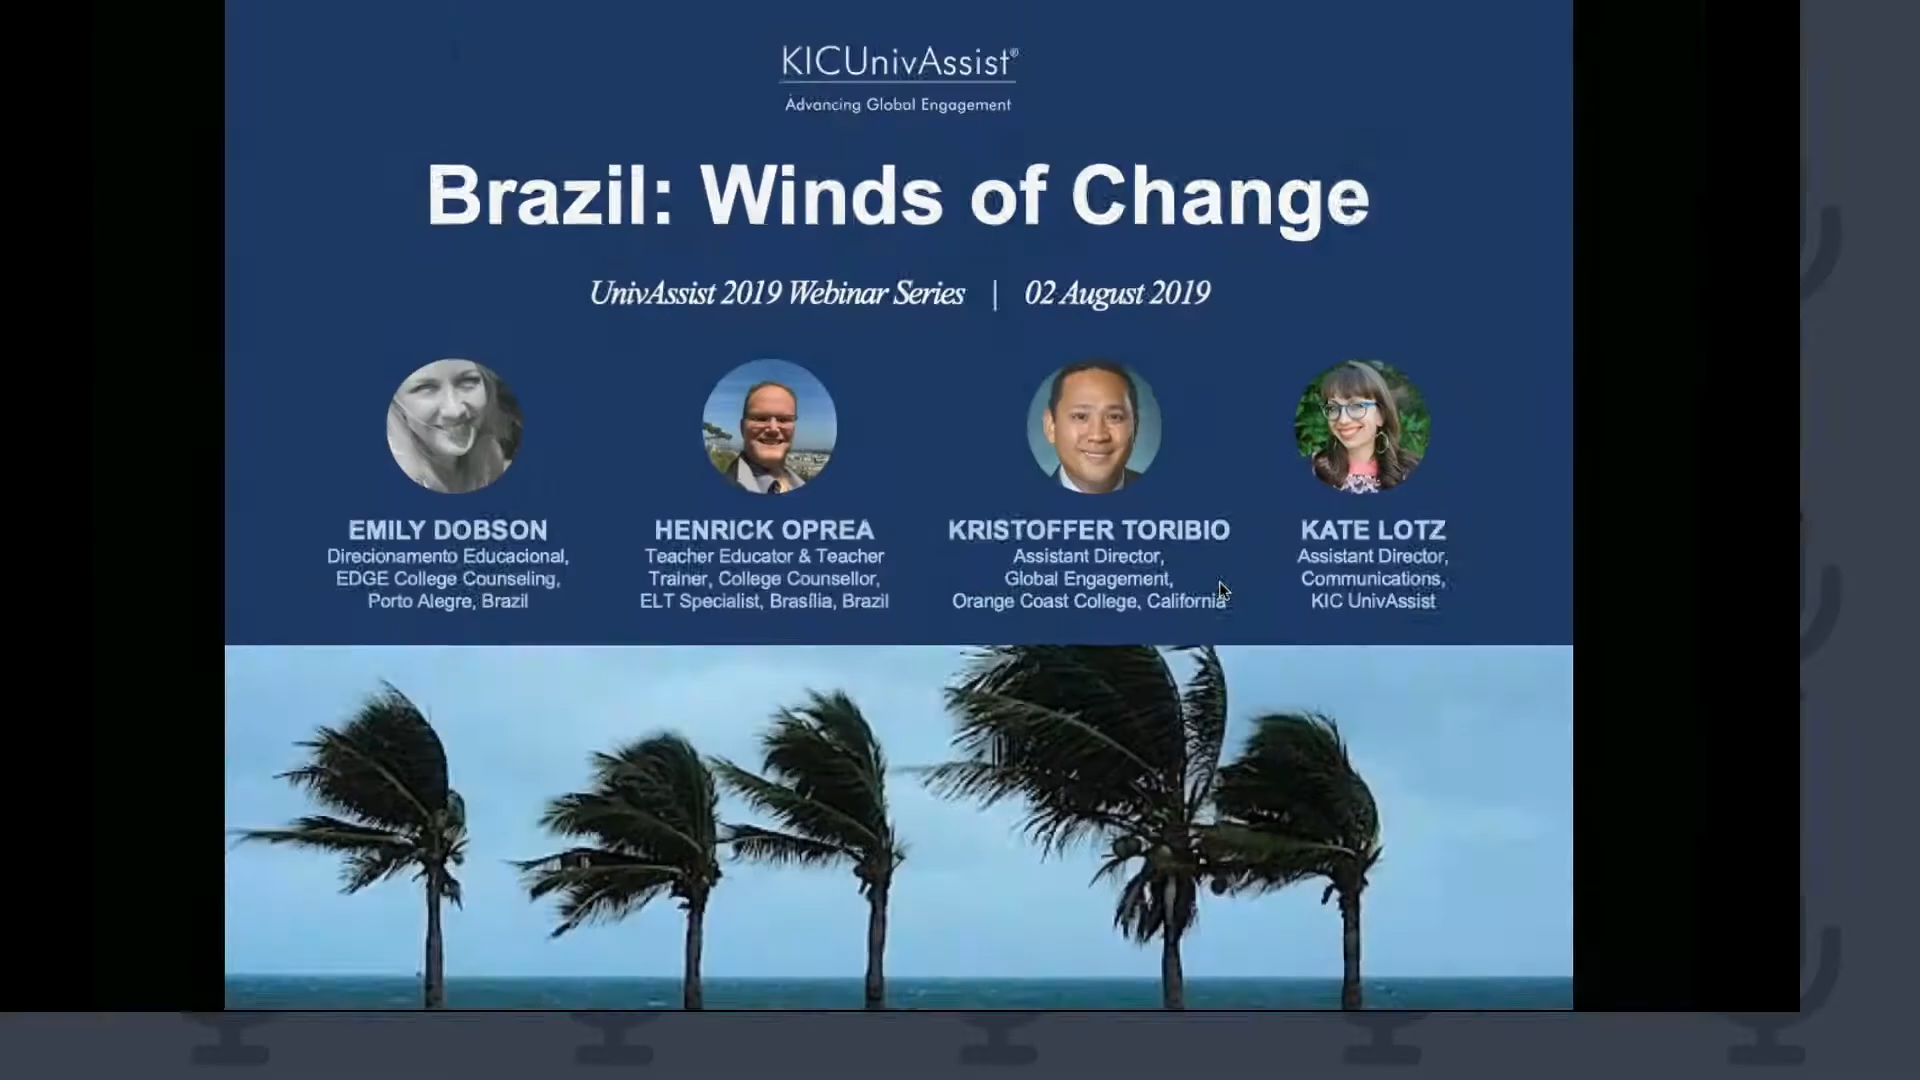 KICUnivAssist®
Advancing Global Engagement
Brazil: Winds of Change
UnivAssist 2019 Webinar Series | 02 August 2019
EMILY DOBSON
Direcionamento Educacional,
EDGE College Counseling,
Porto Alegre, Brazil
HENRICK OPREA
Teacher Educator & Teacher
Trainer, College Counsellor,
ELT Specialist, Brasília, Brazil
KRISTOFFER TORIBIO
Assistant Director,
Global Engagement,
Orange Coast College, California
KATE LOTZ
Assistant Director,
Communications,
KIC UnivAssist